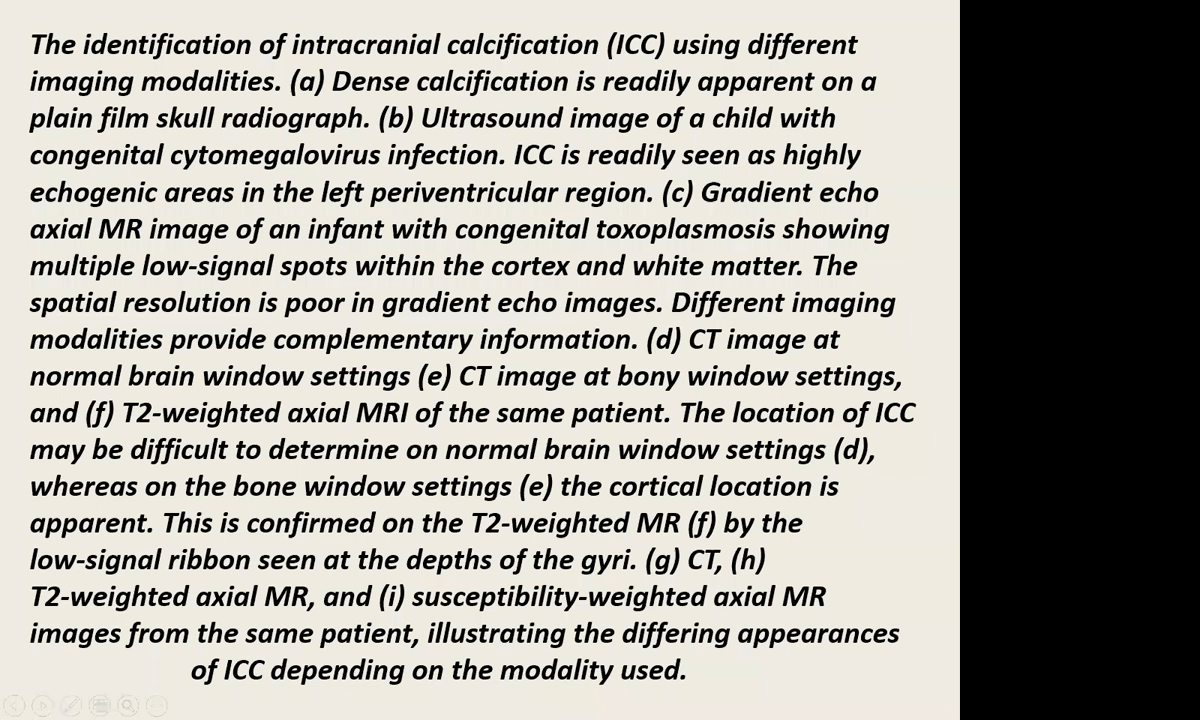 The identification of intracranial calcification (ICC) using different
imaging modalities. (a) Dense calcification is readily apparent on a
plain film skull radiograph. (b) Ultrasound image of a child with
congenital cytomegalovirus infection. ICC is readily seen as highly
echogenic areas in the left periventricular region. (c) Gradient echo
axial MR image of an infant with congenital toxoplasmosis showing
multiple low-signal spots within the cortex and white matter. The
spatial resolution is poor in gradient echo images. Different imaging
modalities provide complementary information. (d) CT image at
normal brain window settings (e) CT image at bony window settings,
and (f) T2-weighted axial MRI of the same patient. The location of ICC
may be difficult to determine on normal brain window settings (d),
whereas on the bone window settings (e) the cortical location is
apparent. This is confirmed on the T2-weighted MR (f) by the
low-signal ribbon seen at the depths of the gyri. (g) CT, (h)
T2-weighted axial MR, and (i) susceptibility-weighted axial MR
images from the same patient, illustrating the differing appearances
of ICC depending on the modality used.